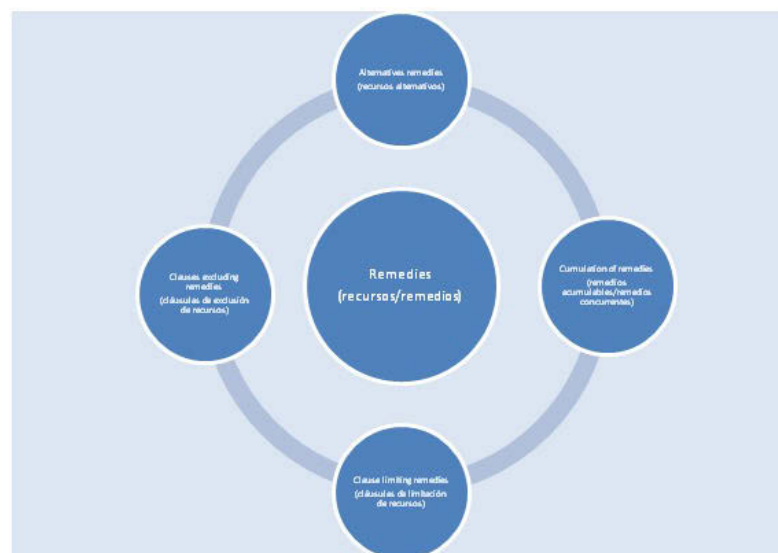 Alternatives remedies
(recursos alternativos)
Remedies
(recursos/remedios)
Clauses excluding
remedies
(cláusulas de exclusión
de recursos)
Cumulation of remedies
(remedios
acumulables/remedios
concurrentes)
Clause limiting remedies
(cláusulas de limitación
de recursos)